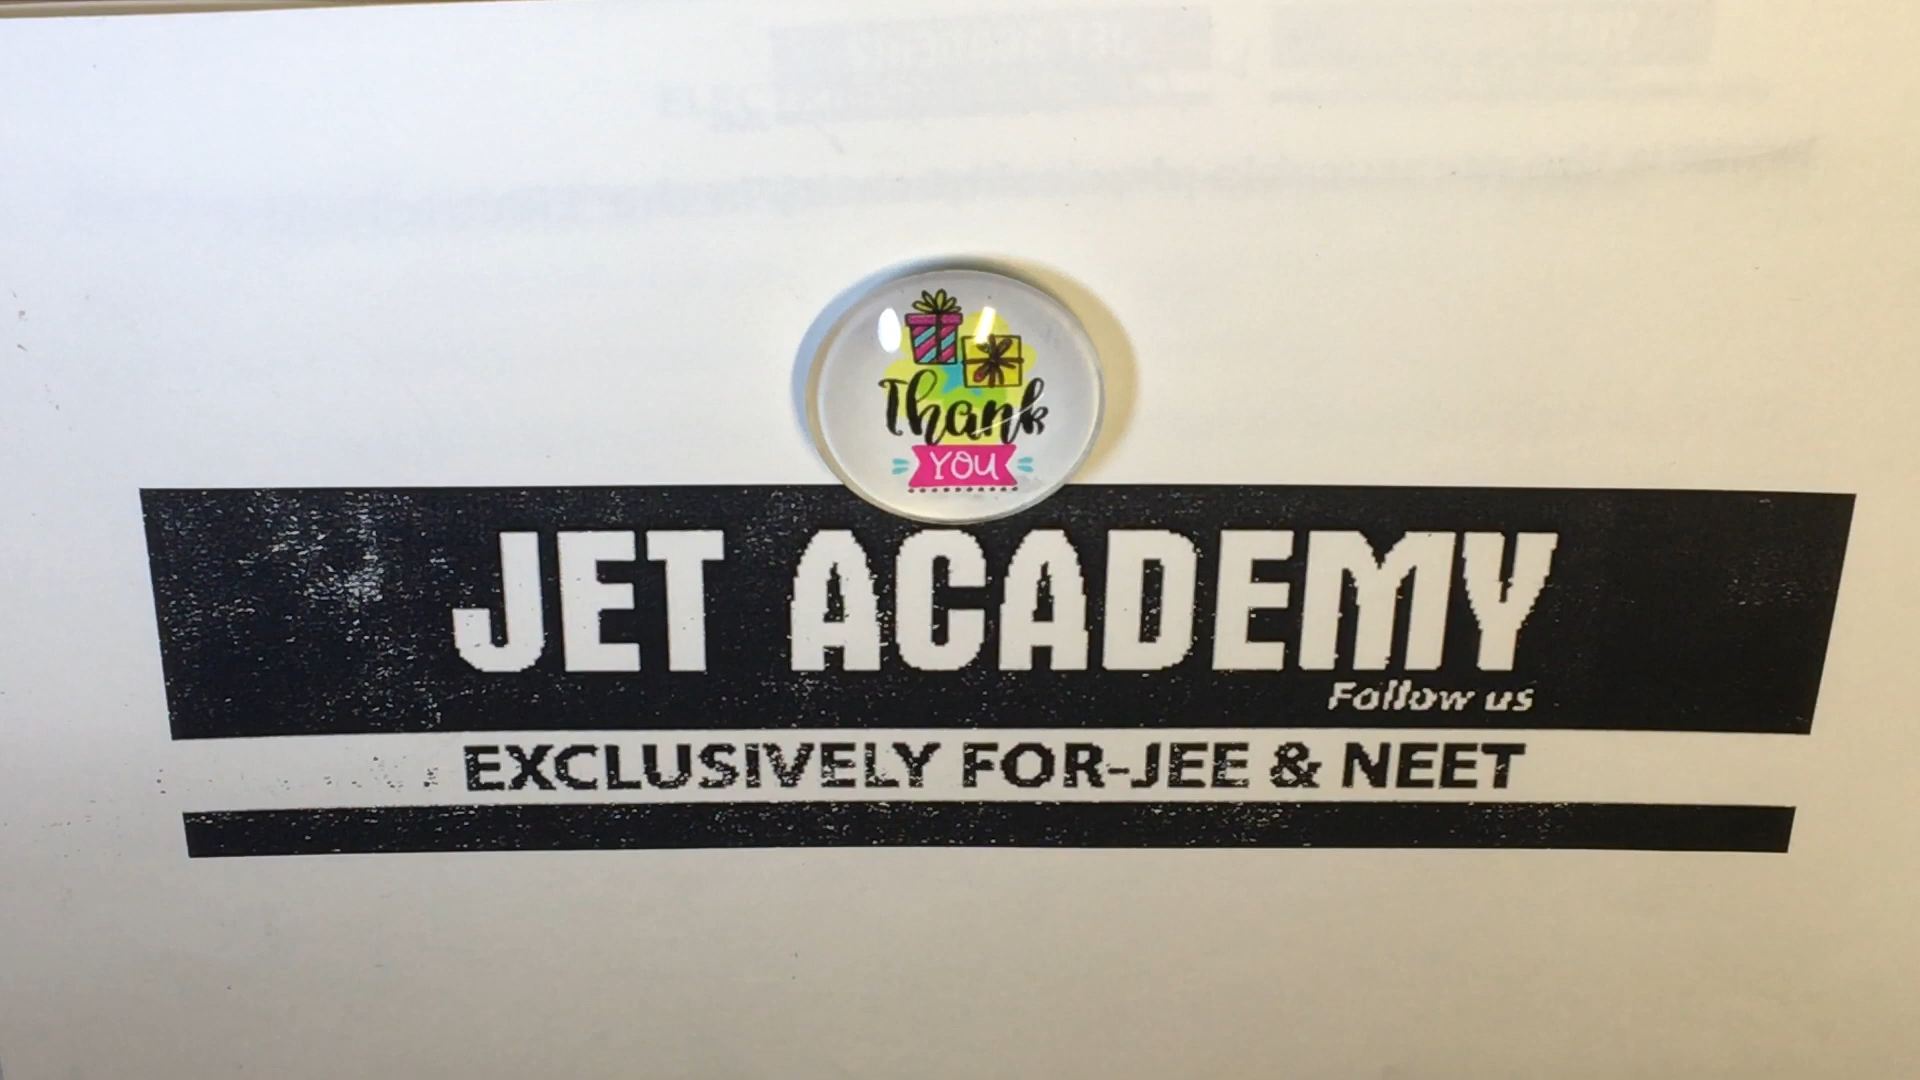 Thank
YOU
JET ACADEMY
Follow us
EXCLUSIVELY FOR-JEE & NEET